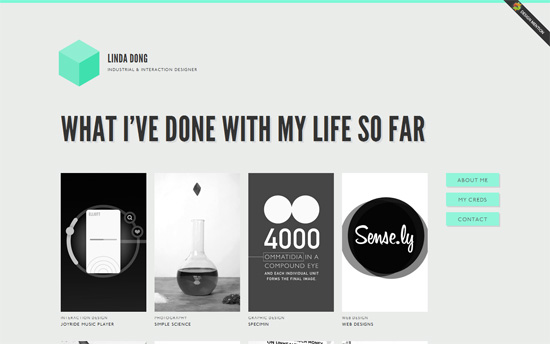 DESIGN MENTION
LINDA DONG
INDUSTRIAL & INTERACTION DESIGNER
WHAT I'VE DONE WITH MY LIFE SO FAR
ABOUT ME
MY CREDS
CONTACT
4000
OMMATIDIA IN A
COMPOUND EYE
AND EACH INDIVIDUAL UNIT
FORMS THE FINAL IMAGE.
Sense.ly
INTERACTION DESIGN
JOYRIDE MUSIC PLAYER
PHOTOGRAPHY
SIMPLE SCIENCE
GRAPHIC DESIGN
SPECIMIN
WEB DESIGN
WEB DESIGNS